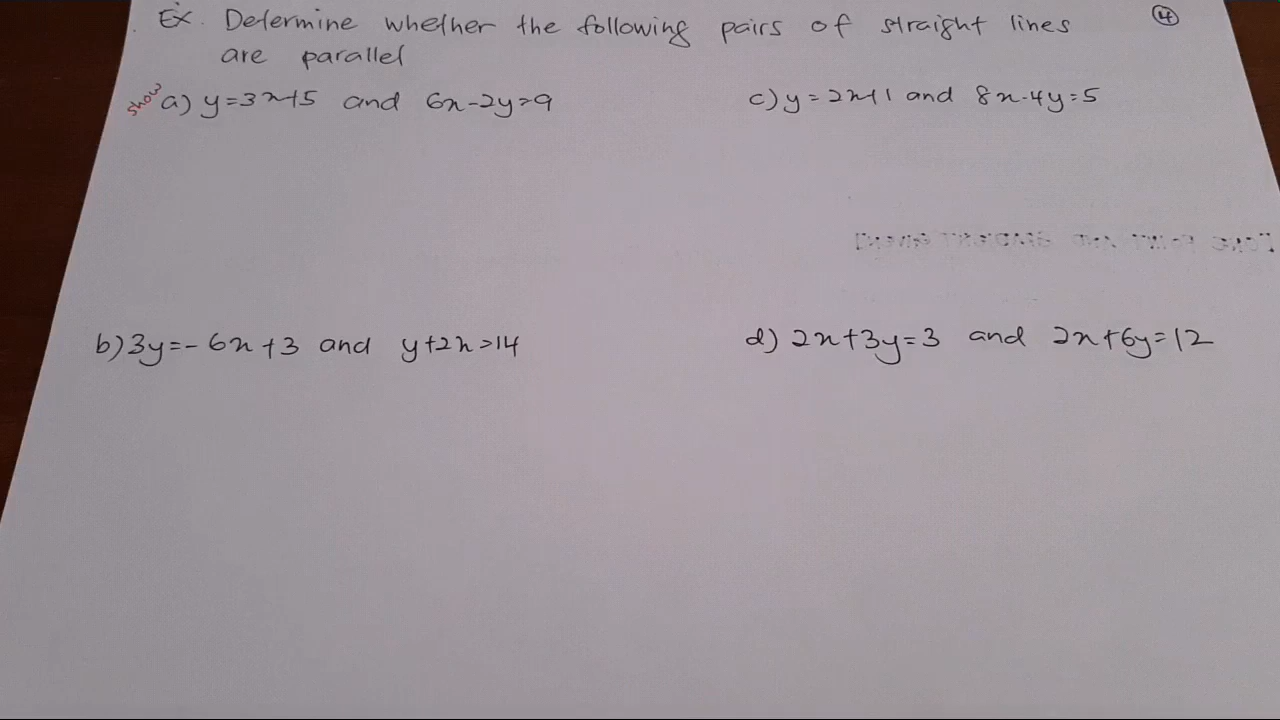 Ex. Determine whether the following pairs of straight lines
④
are parallel
show a) y=3x+5 and 6x-2y=9
c) y=2x+1 and 8x-4y=5
b) 3y=-6x+3 and y+2x=14
d) 2x+3y=3 and 2x+6y=12